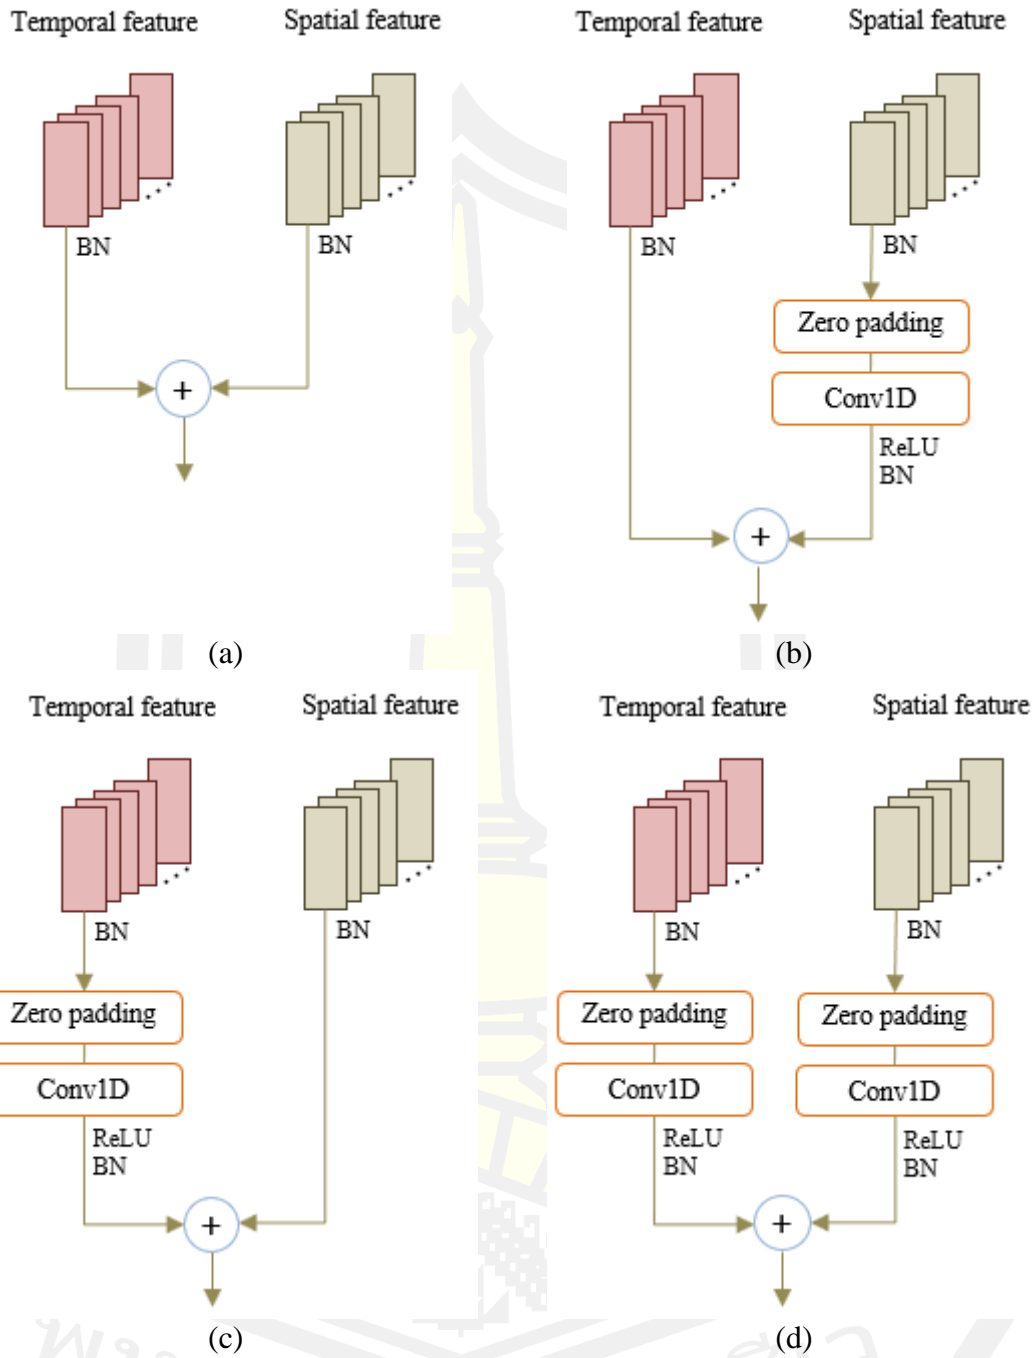 Temporal feature
Spatial feature
BN
BN
+
(a)
Temporal feature
Spatial feature
BN
BN
Zero padding
Conv1D
ReLU
BN
+
(b)
Temporal feature
Spatial feature
BN
BN
Zero padding
Conv1D
ReLU
BN
+
(c)
Temporal feature
Spatial feature
BN
BN
Zero padding
Zero padding
Conv1D
Conv1D
ReLU
BN
ReLU
BN
+
(d)